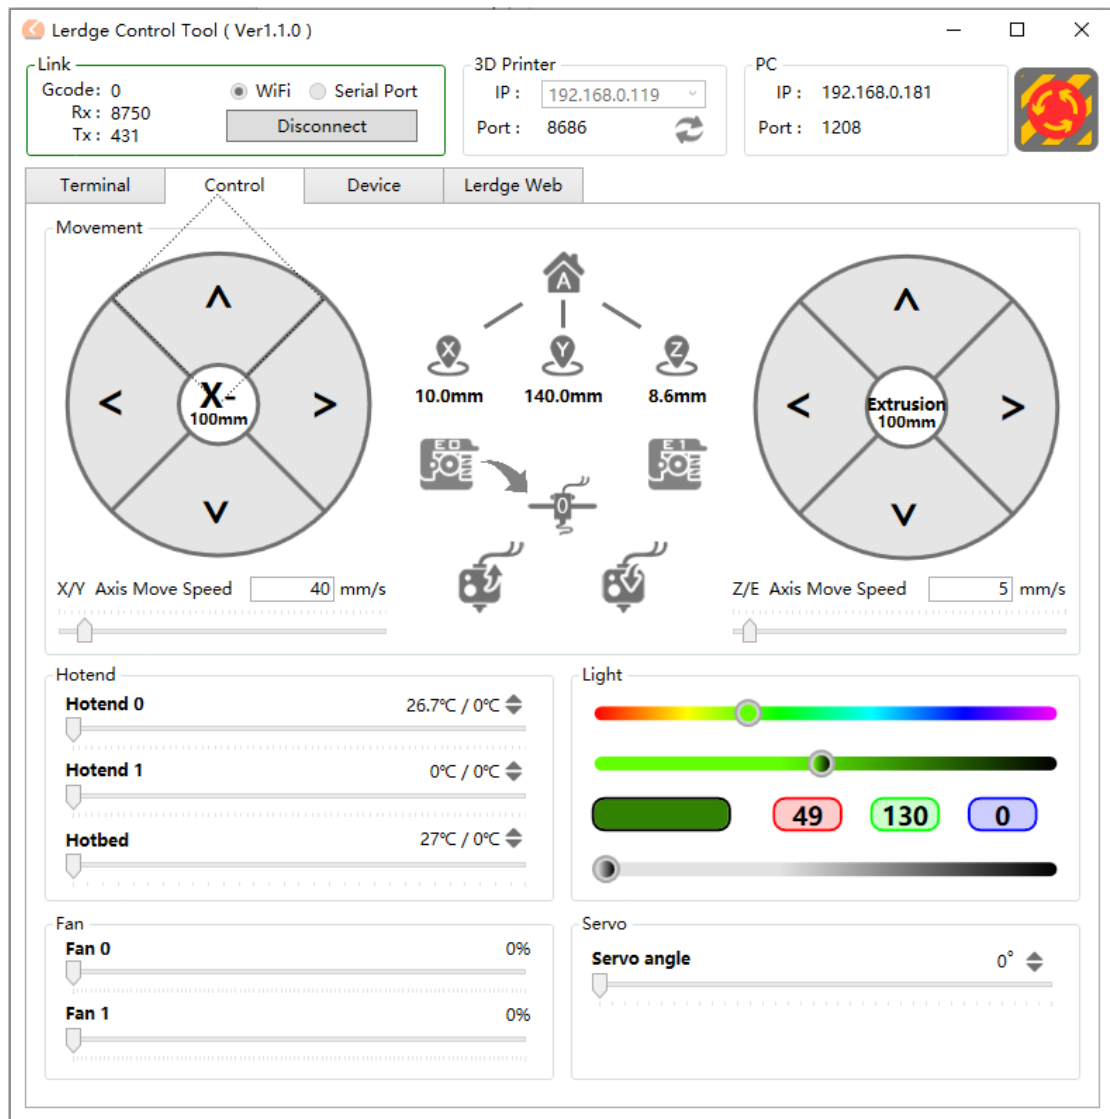 Lerdge Control Tool ( Ver1.1.0 )
Link
Gcode: 0
WiFi
Serial Port
Rx : 8750
Tx : 431
Disconnect
3D Printer
IP : 192.168.0.119
Port : 8686
PC
IP : 192.168.0.181
Port : 1208
Terminal
Control
Device
Lerdge Web
Movement
A
X
Y
Z
10.0mm
140.0mm
8.6mm
X-
100mm
Extrusion
100mm
E0
E1
0
X/Y Axis Move Speed 40 mm/s
Z/E Axis Move Speed 5 mm/s
Hotend
Hotend 0 26.7℃ / 0℃
Hotend 1 0℃ / 0℃
Hotbed 27℃ / 0℃
Light
49 130 0
Fan
Fan 0 0%
Fan 1 0%
Servo
Servo angle 0°